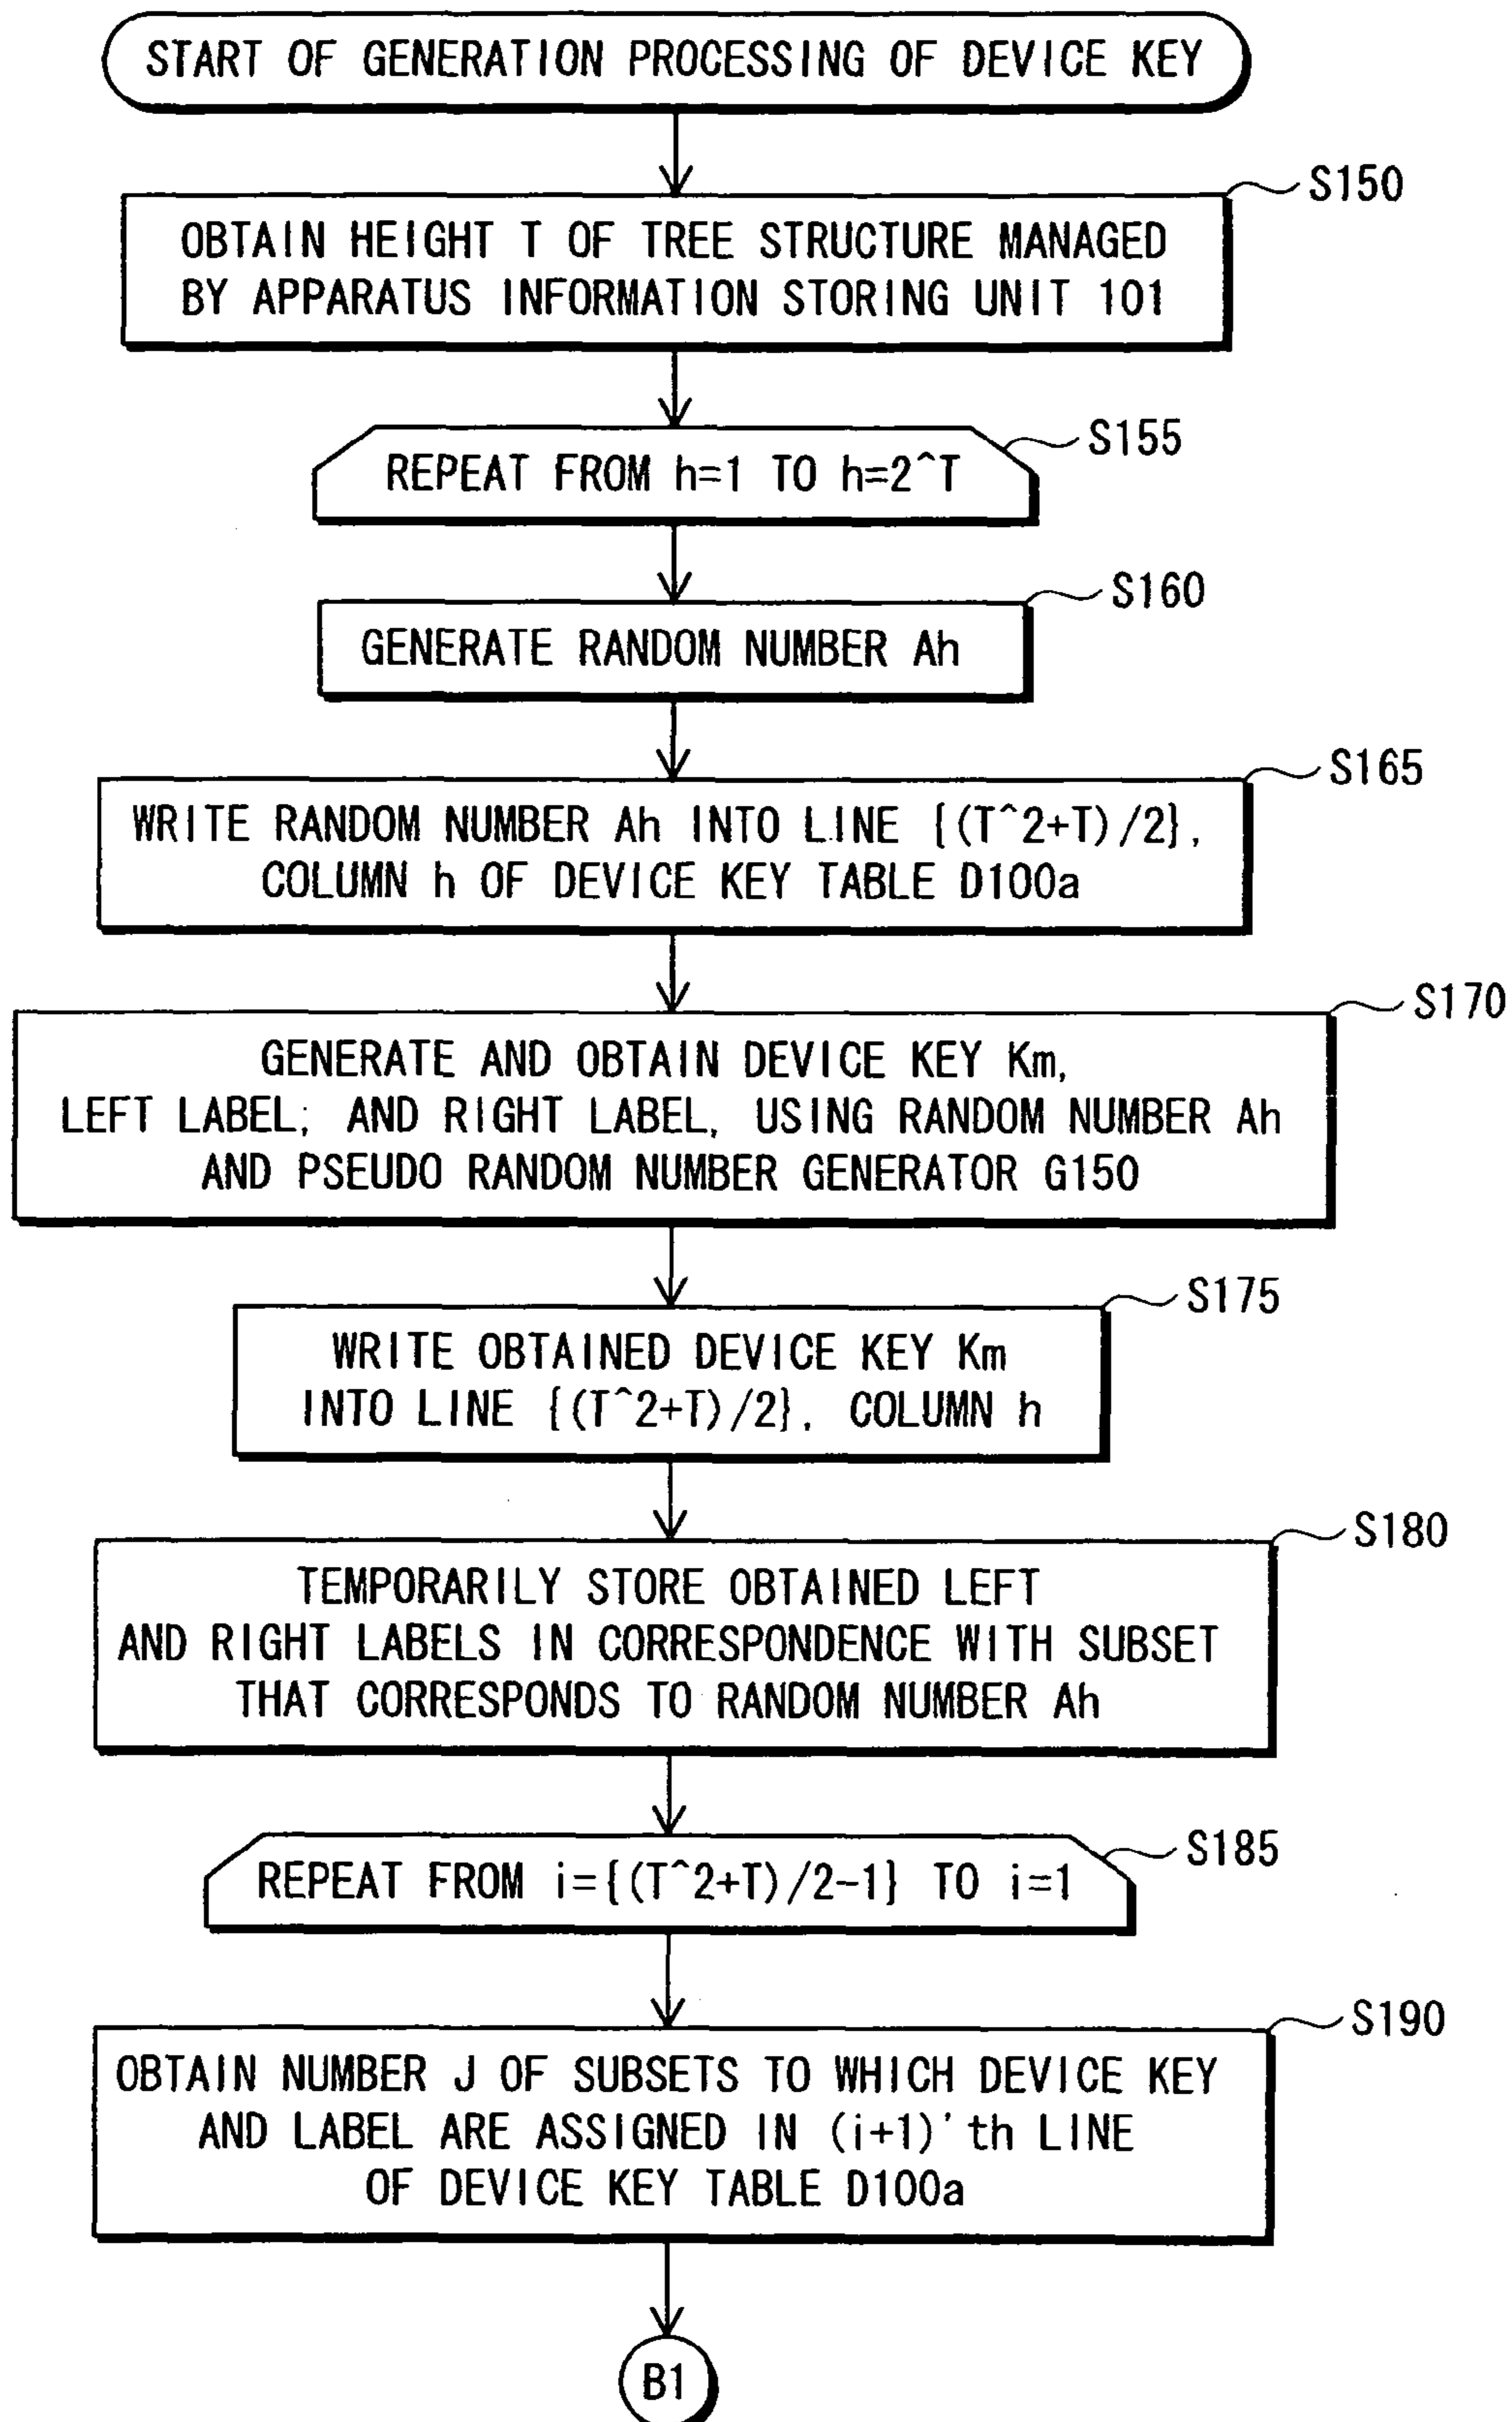 START OF GENERATION PROCESSING OF DEVICE KEY
S150
OBTAIN HEIGHT T OF TREE STRUCTURE MANAGED
BY APPARATUS INFORMATION STORING UNIT 101
S155
REPEAT FROM h=1 TO h=2^T
S160
GENERATE RANDOM NUMBER Ah
S165
WRITE RANDOM NUMBER Ah INTO LINE {(T^2+T)/2},
COLUMN h OF DEVICE KEY TABLE D100a
S170
GENERATE AND OBTAIN DEVICE KEY Km,
LEFT LABEL; AND RIGHT LABEL, USING RANDOM NUMBER Ah
AND PSEUDO RANDOM NUMBER GENERATOR G150
S175
WRITE OBTAINED DEVICE KEY Km
INTO LINE {(T^2+T)/2}, COLUMN h
S180
TEMPORARILY STORE OBTAINED LEFT
AND RIGHT LABELS IN CORRESPONDENCE WITH SUBSET
THAT CORRESPONDS TO RANDOM NUMBER Ah
S185
REPEAT FROM i={(T^2+T)/2-1} TO i=1
S190
OBTAIN NUMBER J OF SUBSETS TO WHICH DEVICE KEY
AND LABEL ARE ASSIGNED IN (i+1)'th LINE
OF DEVICE KEY TABLE D100a
B1